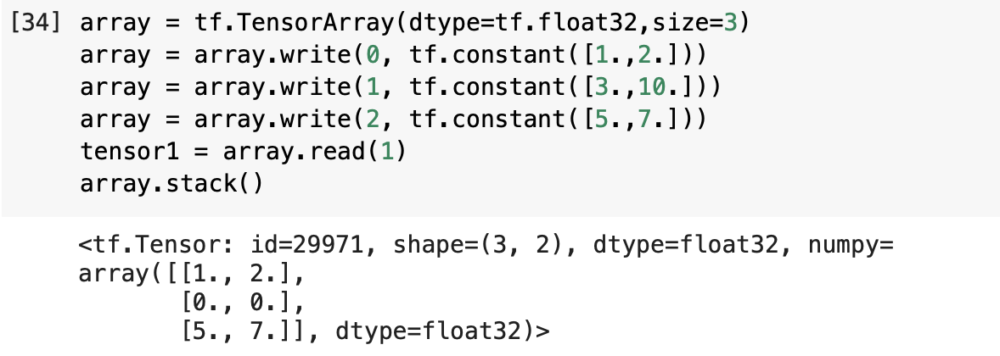 [34] array = tf.TensorArray(dtype=tf.float32,size=3)
array = array.write(0, tf.constant([1.,2.]))
array = array.write(1, tf.constant([3.,10.]))
array = array.write(2, tf.constant([5.,7.]))
tensor1 = array.read(1)
array.stack()
<tf.Tensor: id=29971, shape=(3, 2), dtype=float32, numpy=
array([[1., 2.],
[0., 0.],
[5., 7.]], dtype=float32)>